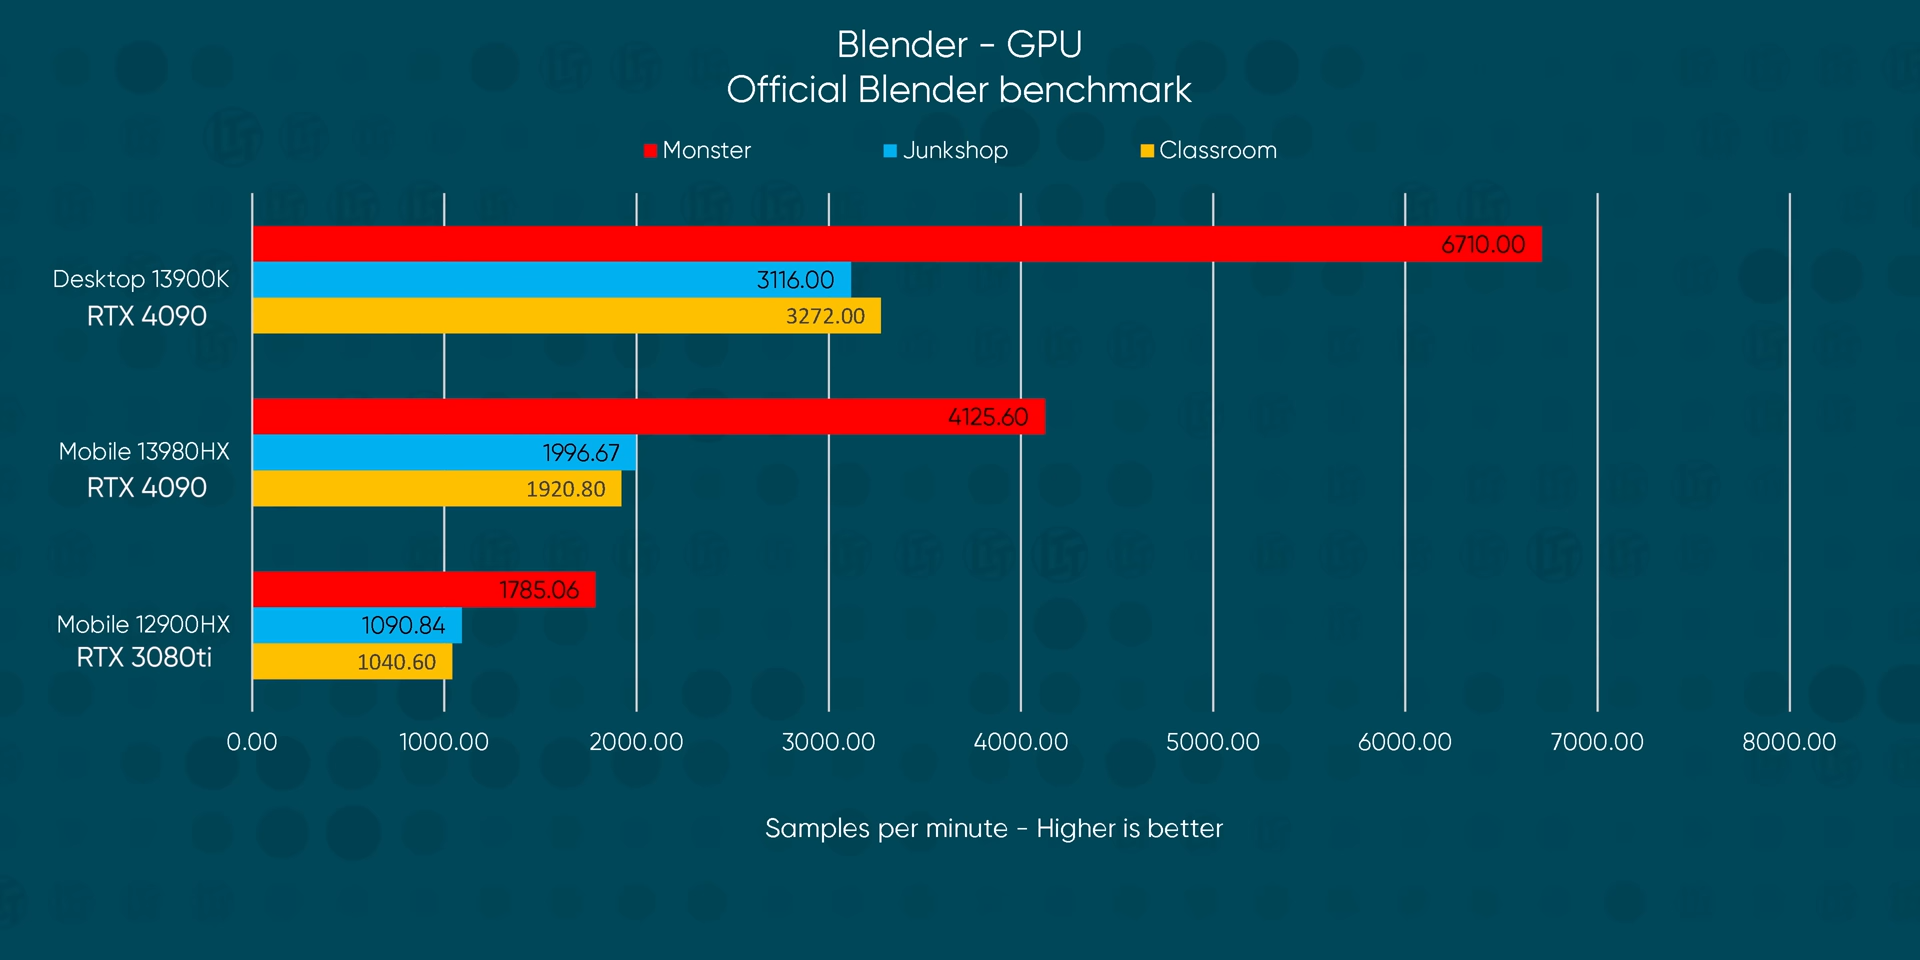 Blender - GPU
Official Blender benchmark
Monster Junkshop Classroom
6710.00
Desktop 13900K
RTX 4090
3116.00
3272.00
4125.60
Mobile 13980HX
RTX 4090
1996.67
1920.80
1785.06
Mobile 12900HX
RTX 3080ti
1090.84
1040.60
0.00 1000.00 2000.00 3000.00 4000.00 5000.00 6000.00 7000.00 8000.00
Samples per minute - Higher is better